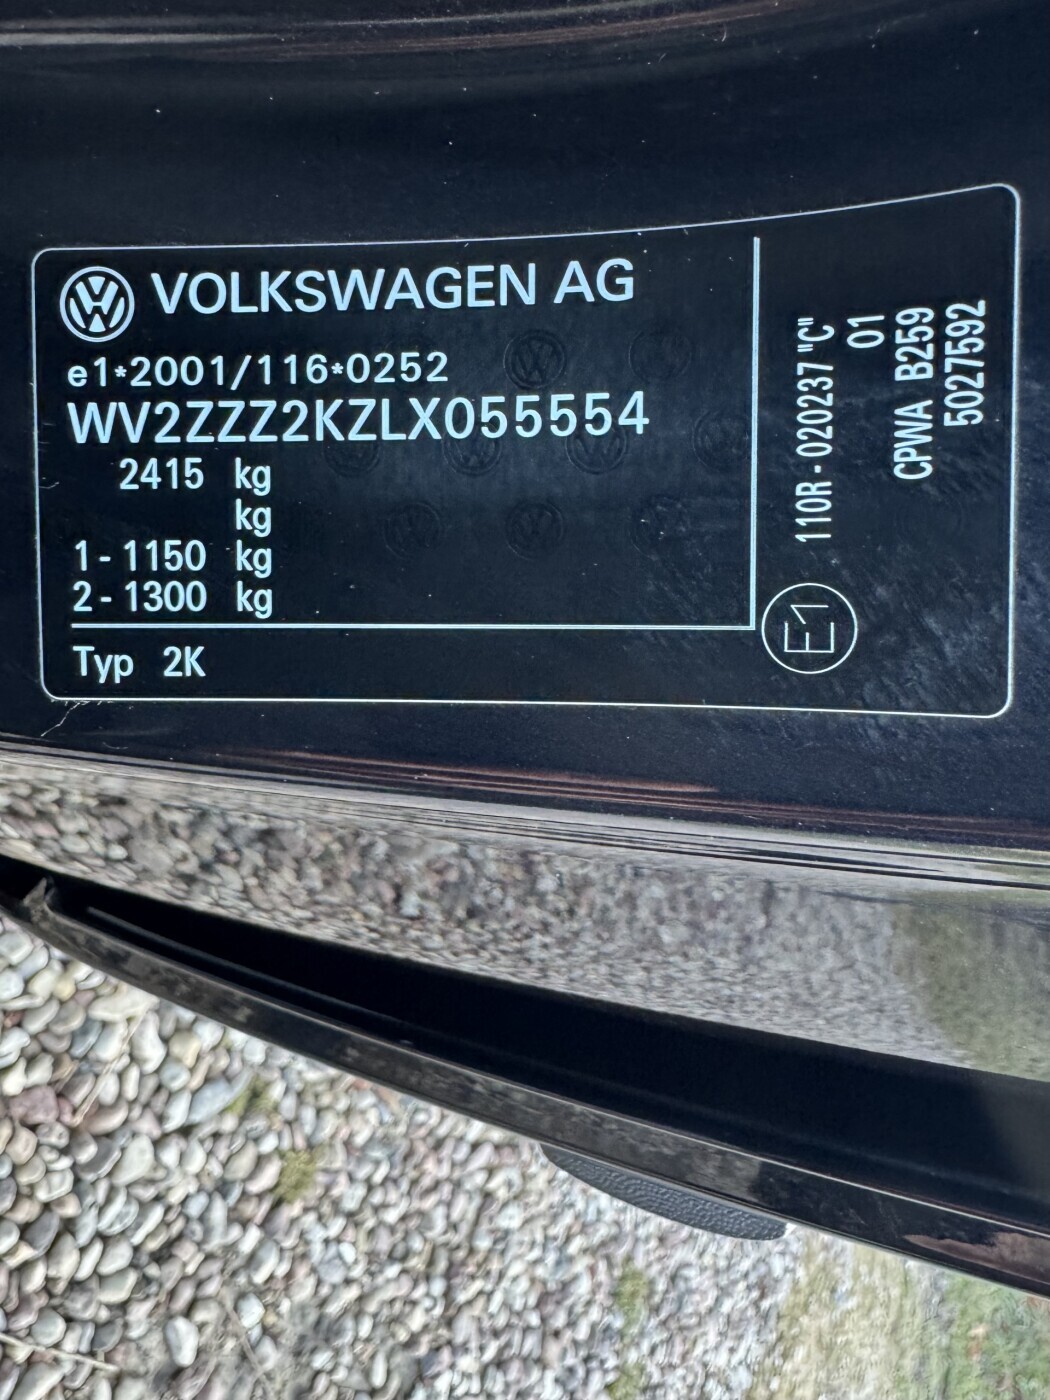 VOLKSWAGEN AG
e1*2001/116*0252
WV2ZZZ2KZLX055554
2415 kg
kg
1 - 1150 kg
2 - 1300 kg
Typ 2K
E1 110R - 020237 "C"
01
CPWA B259
5027592